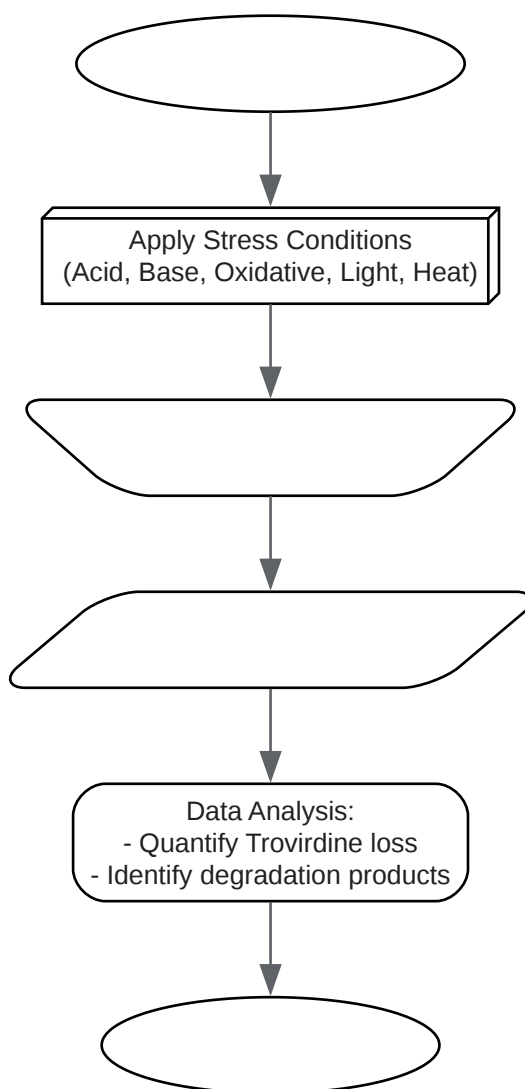 Apply Stress Conditions
(Acid, Base, Oxidative, Light, Heat)
Data Analysis:
- Quantify Trovirdine loss
- Identify degradation products